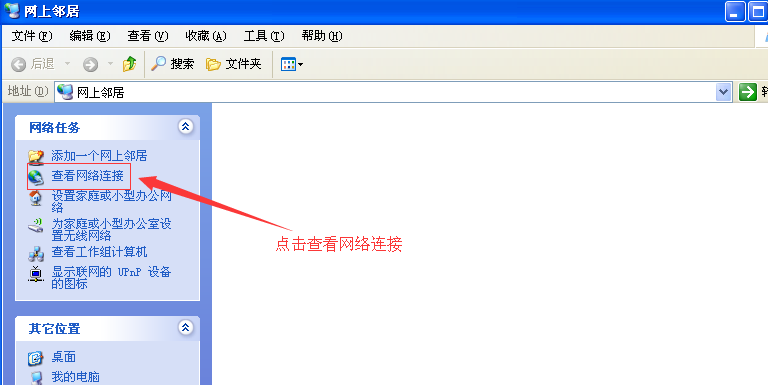 网上邻居
文件(F) 编辑(E) 查看(V) 收藏(A) 工具(T) 帮助(H)
后退 搜索 文件夹
地址(D) 网上邻居
网络任务
添加一个网上邻居
查看网络连接
设置家庭或小型办公网
络
为家庭或小型办公室设
置无线网络
查看工作组计算机
显示联网的 UPnP 设备
的图标
点击查看网络连接
其它位置
桌面
我的电脑